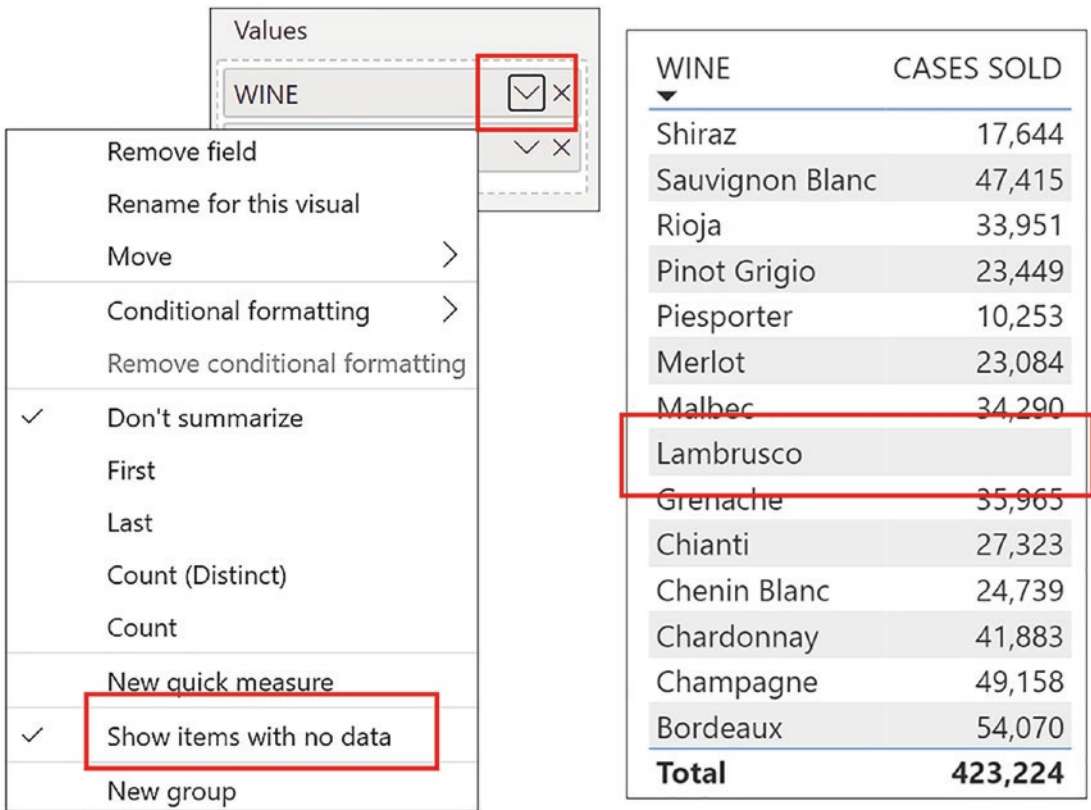 Values
WINE
Remove field
Rename for this visual
Move
Conditional formatting
Remove conditional formatting
Don't summarize
First
Last
Count (Distinct)
Count
New quick measure
Show items with no data
New group
WINE CASES SOLD
Shiraz 17,644
Sauvignon Blanc 47,415
Rioja 33,951
Pinot Grigio 23,449
Piesporter 10,253
Merlot 23,084
Malbec 34,290
Lambrusco
Grenache 35,965
Chianti 27,323
Chenin Blanc 24,739
Chardonnay 41,883
Champagne 49,158
Bordeaux 54,070
Total 423,224